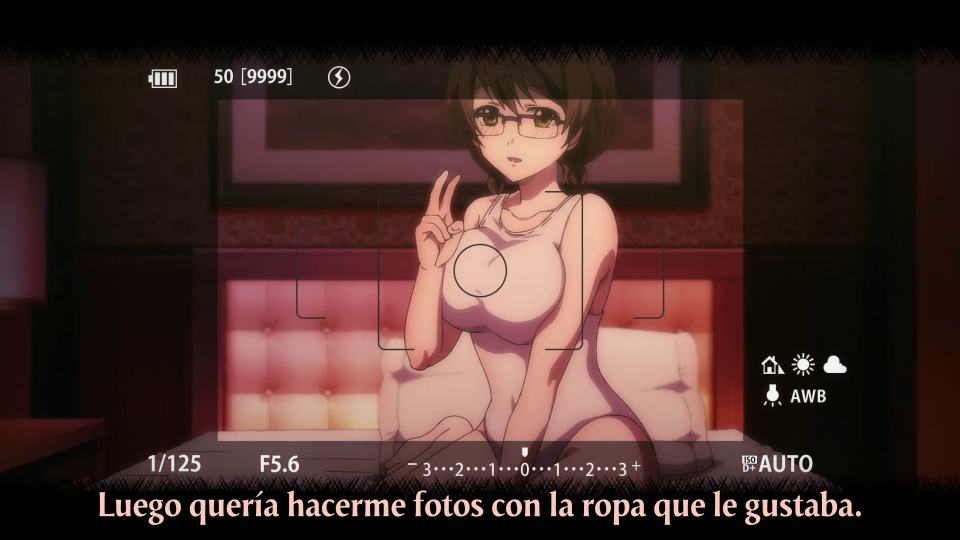 50 [9999]
AWB
1/125
F5.6
− 3•••2•••1•••0•••1•••2•••3 +
ISO D+ AUTO
Luego quería hacerme fotos con la ropa que le gustaba.